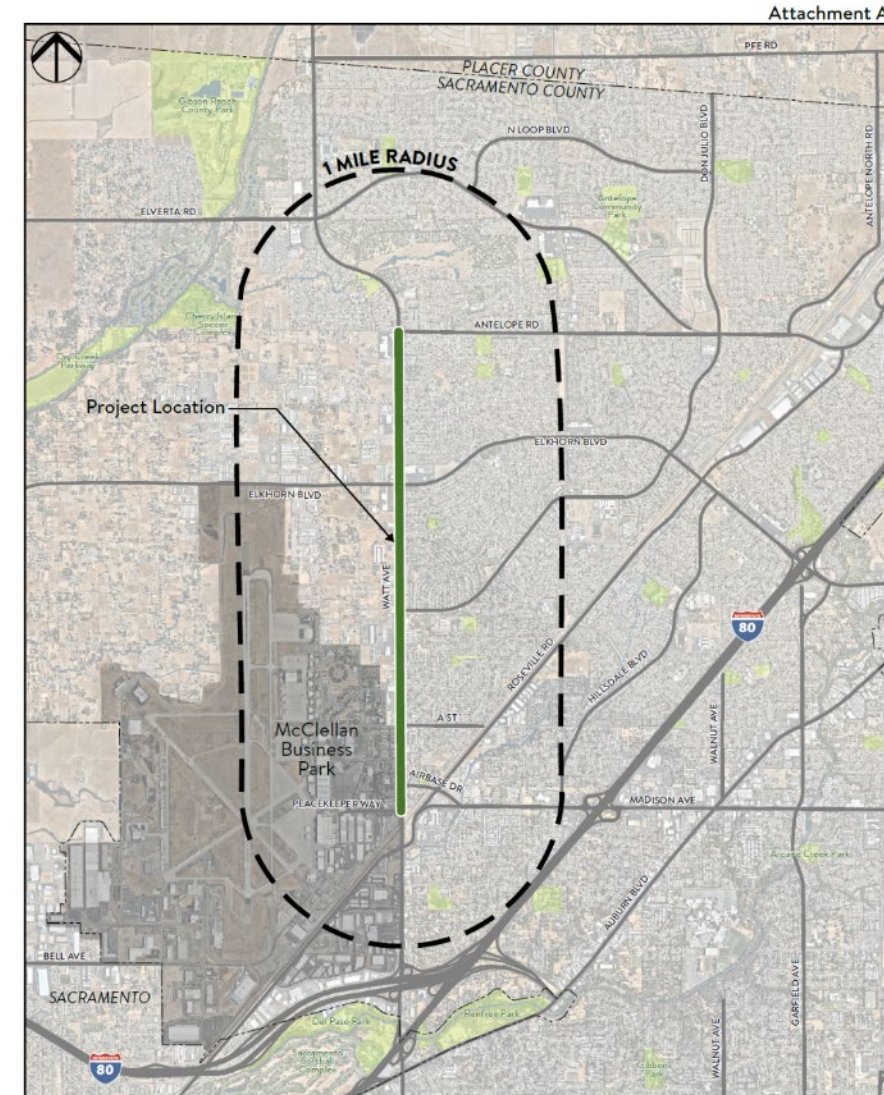 Attachment A
PFE RD
PLACER COUNTY
SACRAMENTO COUNTY
Gibson Ranch
County Park
N LOOP BLVD
DON JULIO BLVD
ANTELOPE NORTH RD
1 MILE RADIUS
ELVERTA RD
Antelope
Community
Park
Cherry Island
Soccer
Complex
ANTELOPE RD
Dry Creek
Parkway
Project Location
ELKHORN BLVD
ELKHORN BLVD
WATT AVE
80
ROSEVILLE RD
HILLSDALE BLVD
WALNUT AVE
A ST
McClellan
Business
Park
AIRBASE DR
PEACEKEEPER WAY
MADISON AVE
Arcade Creek Park
AUBURN BLVD
BELL AVE
SACRAMENTO
GARFIELD AVE
Del Paso Park
Renfree Park
Sacramento
Softball
Complex
Gibbons
Park
WALNUT AVE
80